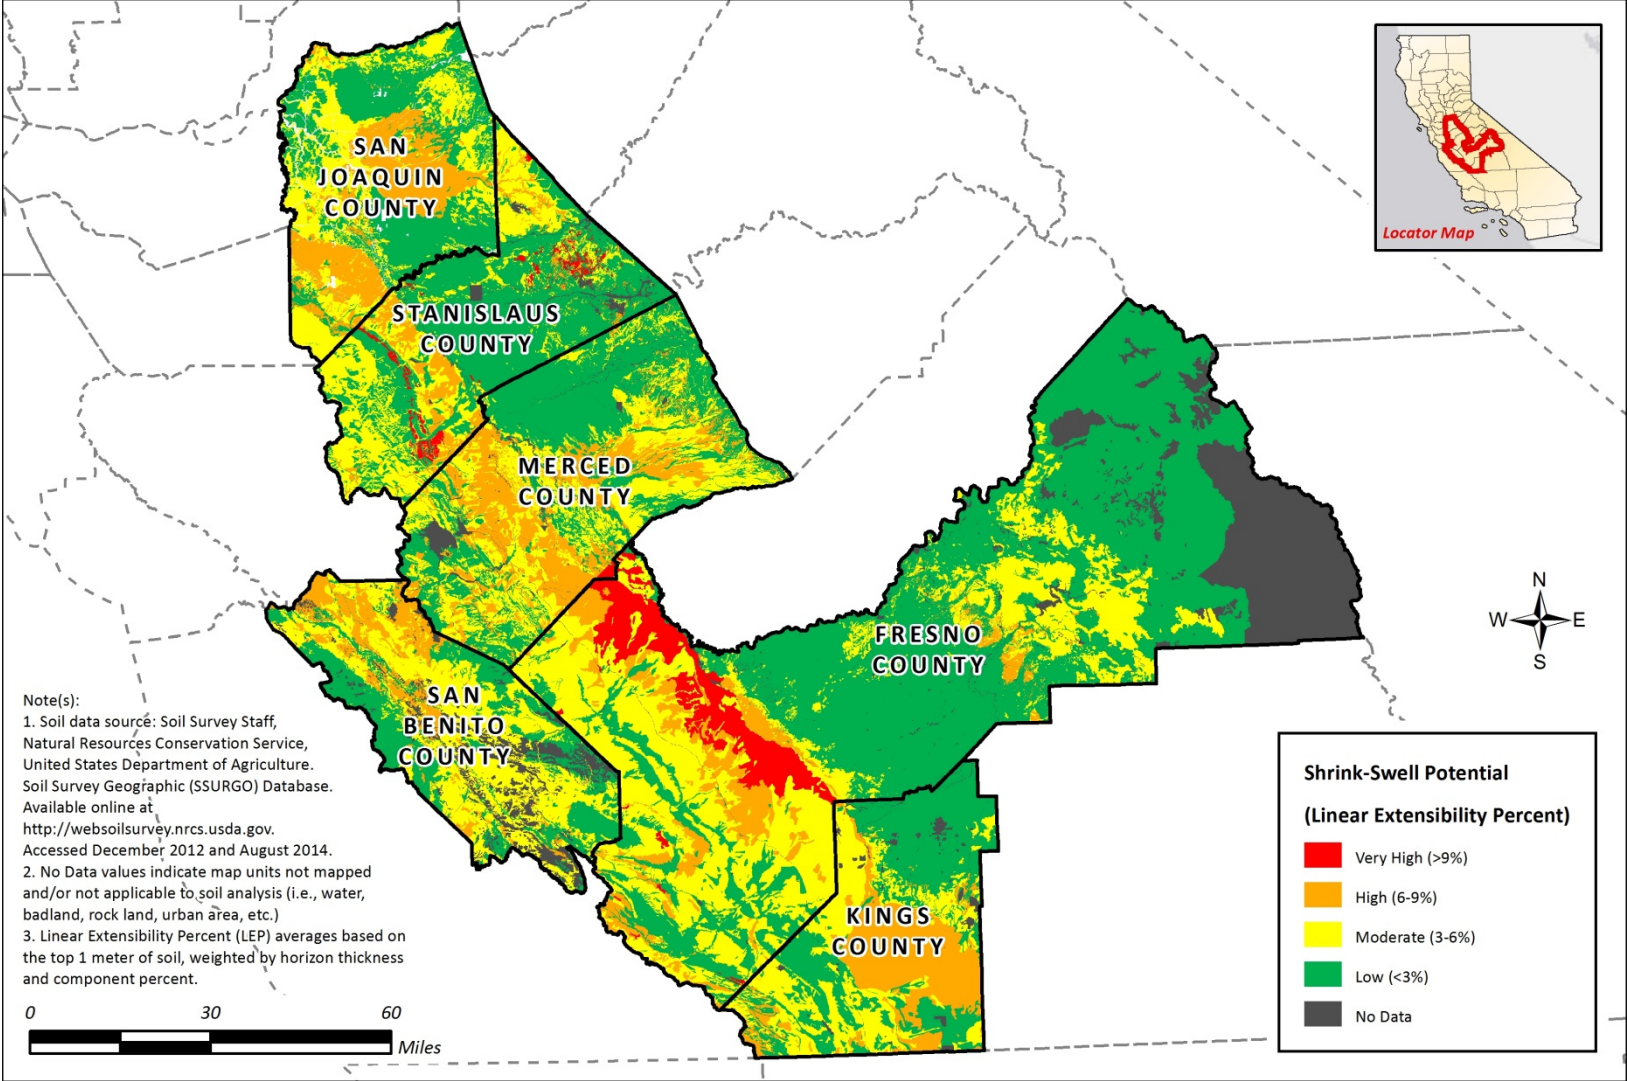 SAN
JOAQUIN
COUNTY
Locator Map
STANISLAUS
COUNTY
MERCED
COUNTY
N
W
E
S
FRESNO
COUNTY
SAN
BENITO
COUNTY
KINGS
COUNTY
Note(s):
1. Soil data source: Soil Survey Staff,
Natural Resources Conservation Service,
United States Department of Agriculture.
Soil Survey Geographic (SSURGO) Database.
Available online at
http://websoilsurvey.nrcs.usda.gov.
Accessed December 2012 and August 2014.
2. No Data values indicate map units not mapped
and/or not applicable to soil analysis (i.e., water,
badland, rock land, urban area, etc.)
3. Linear Extensibility Percent (LEP) averages based on
the top 1 meter of soil, weighted by horizon thickness
and component percent.
0 30 60
Miles
Shrink-Swell Potential
(Linear Extensibility Percent)
Very High (>9%)
High (6-9%)
Moderate (3-6%)
Low (<3%)
No Data